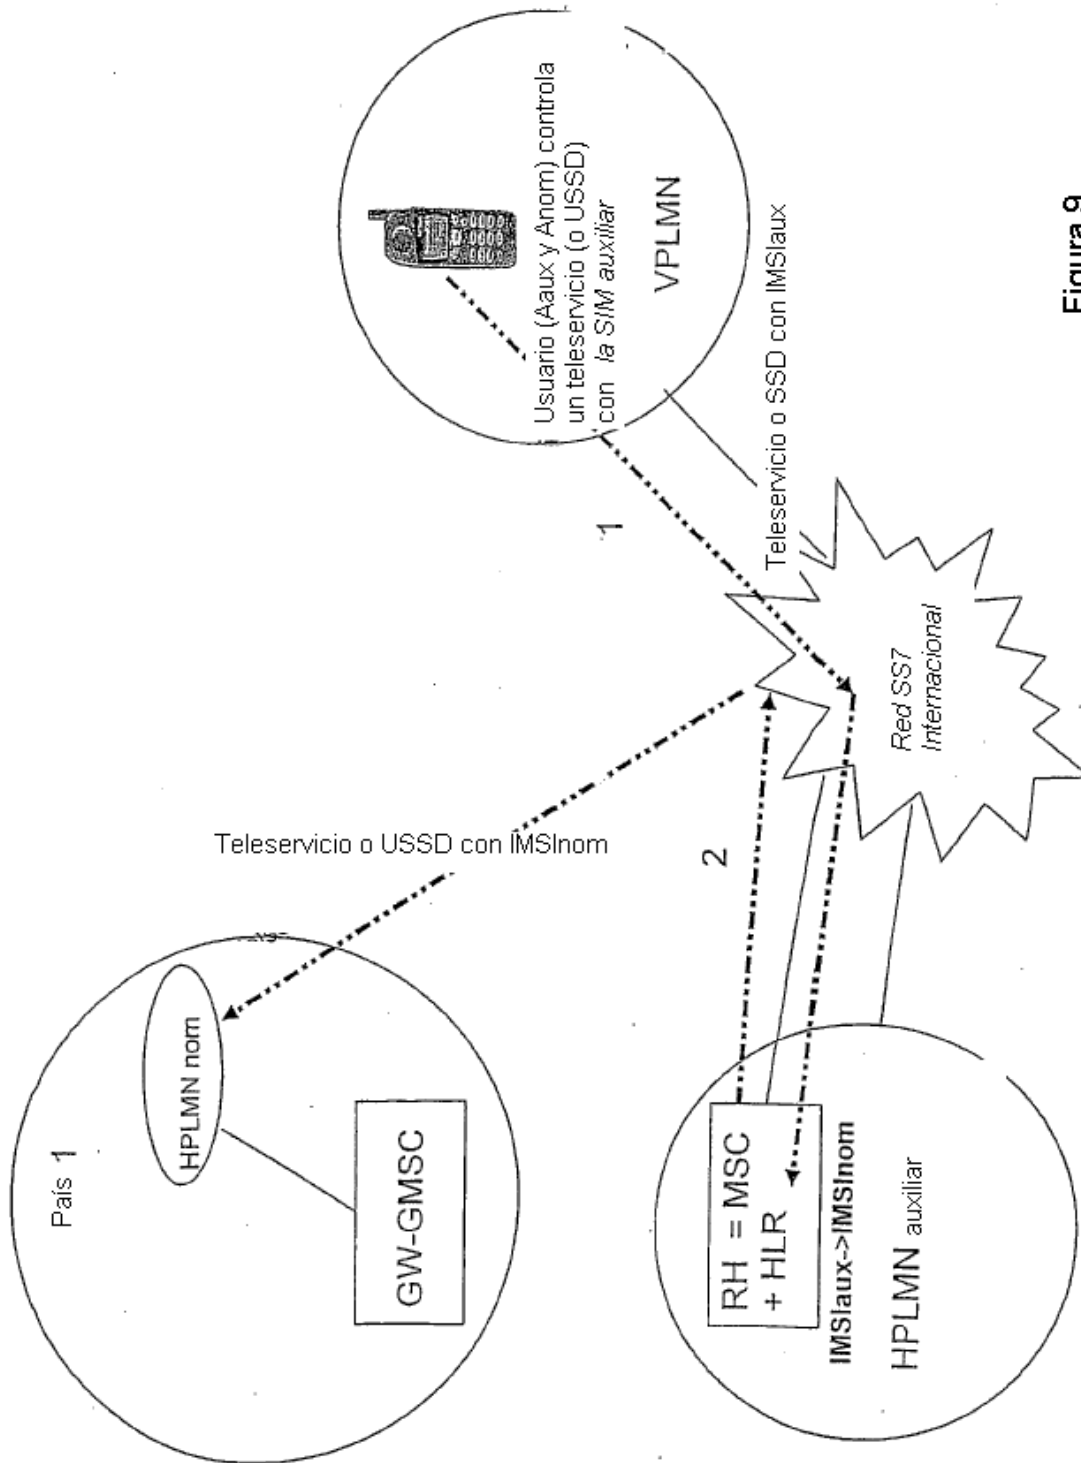 País 1
HPLMN nom
GW-GMSC
Teleservicio o USSD con IMSInom
Usuario (Aaux y Anom) controla
un teleservicio (o USSD)
con la SIM auxiliar
VPLMN
1
Teleservicio o SSD con IMSIaux
2
Red SS7
Internacional
RH = MSC
+ HLR
IMSIaux->IMSInom
HPLMN auxiliar
Figura 9